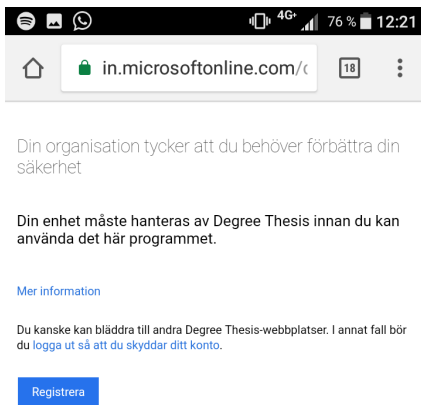 4G+ 76 % 12:21
in.microsoftonline.com/c 18
Din organisation tycker att du behöver förbättra din
säkerhet
Din enhet måste hanteras av Degree Thesis innan du kan
använda det här programmet.
Mer information
Du kanske kan bläddra till andra Degree Thesis-webbplatser. I annat fall bör
du logga ut så att du skyddar ditt konto.
Registrera